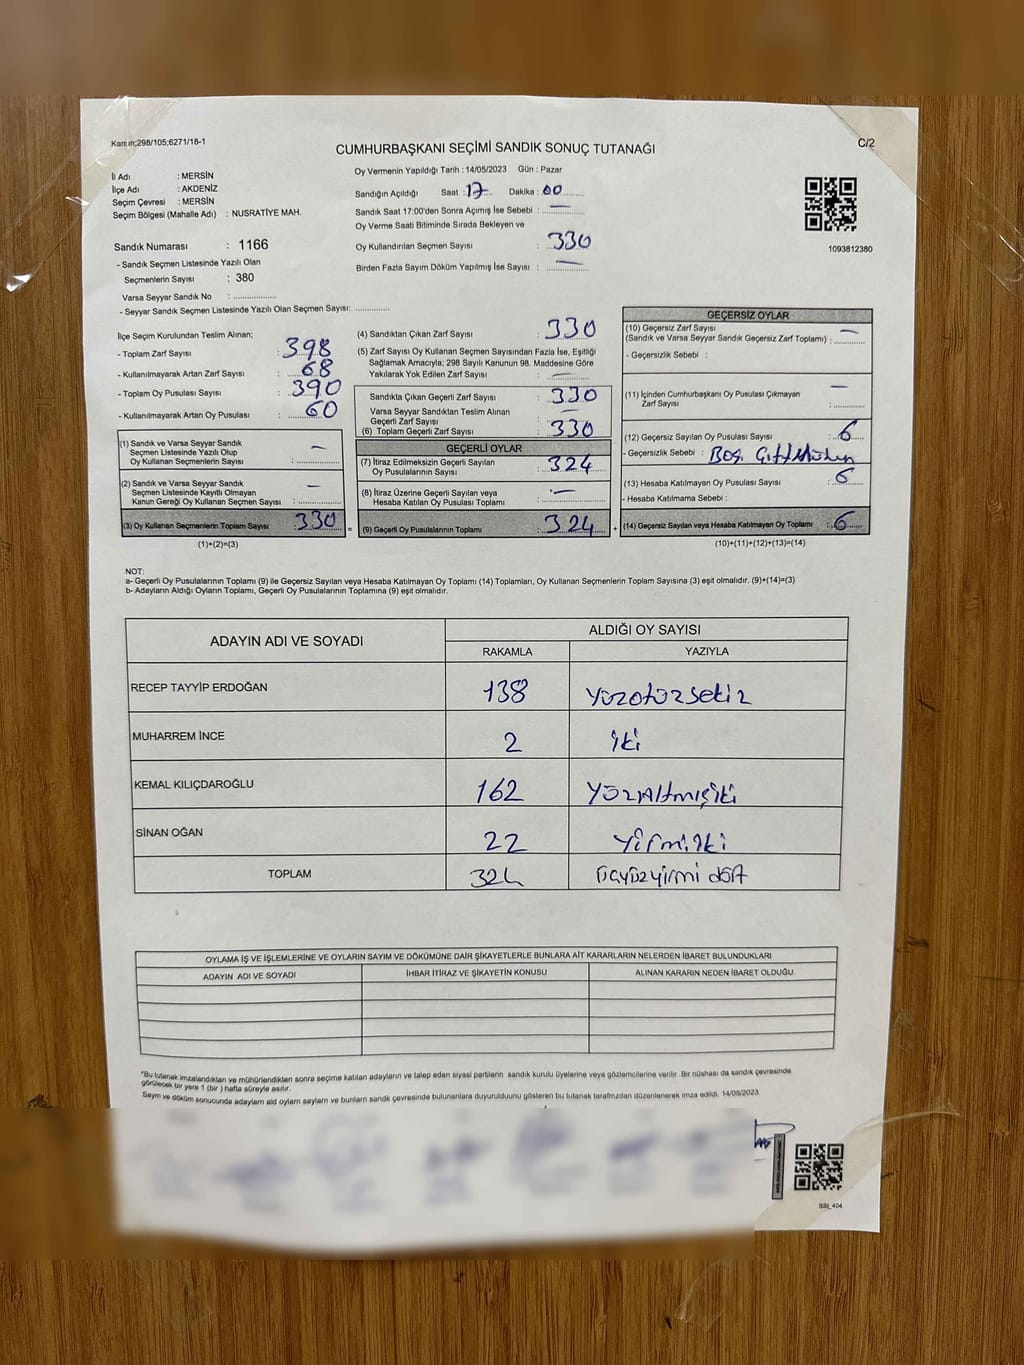 Kanun;298/105;6271/18-1
C/2
CUMHURBAŞKANI SEÇİMİ SANDIK SONUÇ TUTANAĞI
İl Adı : MERSİN
İlçe Adı : AKDENİZ
Seçim Çevresi : MERSİN
Seçim Bölgesi (Mahalle Adı) : NUSRATİYE MAH.
Sandık Numarası : 1166
- Sandık Seçmen Listesinde Yazılı Olan
Seçmenlerin Sayısı : 380
Varsa Seyyar Sandık No : ..................
- Seyyar Sandık Seçmen Listesinde Yazılı Olan Seçmen Sayısı: ..............
Oy Vermenin Yapıldığı Tarih : 14/05/2023 Gün : Pazar
Sandığın Açıldığı Saat : 17 Dakika : 00
Sandık Saat 17:00'den Sonra Açımış İse Sebebi : —
Oy Verme Saati Bitiminde Sırada Bekleyen ve
Oy Kullandırılan Seçmen Sayısı : 330
Birden Fazla Sayım Döküm Yapılmış İse Sayısı : —
1093812380
İlçe Seçim Kurulundan Teslim Alınan;
- Toplam Zarf Sayısı : 398
- Kullanılmayarak Artan Zarf Sayısı : 68
- Toplam Oy Pusulası Sayısı : 390
- Kullanılmayarak Artan Oy Pusulası : 60
(1) Sandık ve Varsa Seyyar Sandık
Seçmen Listesinde Yazılı Olup
Oy Kullanan Seçmenlerin Sayısı : —
(2) Sandık ve Varsa Seyyar Sandık
Seçmen Listesinde Kayıtlı Olmayan
Kanun Gereği Oy Kullanan Seçmen Sayısı : —
(3) Oy Kullanan Seçmenlerin Toplam Sayısı : 330 =
(1)+(2)=(3)
(4) Sandıktan Çıkan Zarf Sayısı : 330
(5) Zarf Sayısı Oy Kullanan Seçmen Sayısından Fazla İse, Eşitliği
Sağlamak Amacıyla; 298 Sayılı Kanunun 98. Maddesine Göre
Yakılarak Yok Edilen Zarf Sayısı : —
Sandıkta Çıkan Geçerli Zarf Sayısı : 330
Varsa Seyyar Sandıktan Teslim Alınan
Geçerli Zarf Sayısı : —
(6) Toplam Geçerli Zarf Sayısı : 330
GEÇERLİ OYLAR
(7) İtiraz Edilmeksizin Geçerli Sayılan
Oy Pusulalarının Sayısı : 324
(8) İtiraz Üzerine Geçerli Sayılan veya
Hesaba Katılan Oy Pusulası Toplamı : —
(9) Geçerli Oy Pusulalarının Toplamı : 324 +
GEÇERSİZ OYLAR
(10) Geçersiz Zarf Sayısı
(Sandık ve Varsa Seyyar Sandık Geçersiz Zarf Toplamı) : —
- Geçersizlik Sebebi :
(11) İçinden Cumhurbaşkanı Oy Pusulası Çıkmayan
Zarf Sayısı : —
(12) Geçersiz Sayılan Oy Pusulası Sayısı : 6
- Geçersizlik Sebebi : Boş
(13) Hesaba Katılmayan Oy Pusulası Sayısı : 6
- Hesaba Katılmama Sebebi :
(14) Geçersiz Sayılan veya Hesaba Katılmayan Oy Toplamı : 6
(10)+(11)+(12)+(13)=(14)
NOT:
a- Geçerli Oy Pusulalarının Toplamı (9) ile Geçersiz Sayılan veya Hesaba Katılmayan Oy Toplamı (14) Toplamları, Oy Kullanan Seçmenlerin Toplam Sayısına (3) eşit olmalıdır. (9)+(14)=(3)
b- Adayların Aldığı Oyların Toplamı, Geçerli Oy Pusulalarının Toplamına (9) eşit olmalıdır.
ADAYIN ADI VE SOYADI ALDIĞI OY SAYISI
RAKAMLA YAZIYLA
RECEP TAYYİP ERDOĞAN 138 Yüzotuzsekiz
MUHARREM İNCE 2 iki
KEMAL KILIÇDAROĞLU 162 Yüzaltmışiki
SİNAN OĞAN 22 Yirmi iki
TOPLAM 324 Üçyüzyirmi dört
OYLAMA İŞ VE İŞLEMLERİNE VE OYLARIN SAYIM VE DÖKÜMÜNE DAİR ŞİKAYETLERLE BUNLARA AİT KARARLARIN NELERDEN İBARET BULUNDUKLARI
ADAYIN ADI VE SOYADI İHBAR İTİRAZ VE ŞİKAYETİN KONUSU ALINAN KARARIN NEDEN İBARET OLDUĞU
*Bu tutanak imzalandıktan ve mühürlendikten sonra seçime katılan adayların ve talep eden siyasi partilerin sandık kurulu üyelerine veya gözlemcilerine verilir .Bir nüshası da sandık çevresinde
görülecek bir yere 1 (bir ) hafta süreyle asılır.
Sayım ve döküm sonucunda adayların ald oyların sayların ve bunların sandk çevresinde bulunanlara duyurulduunu gösteren bu tutanak tarafmzdan düzenlenerek imza edildi. 14/05/2023
SSI_404